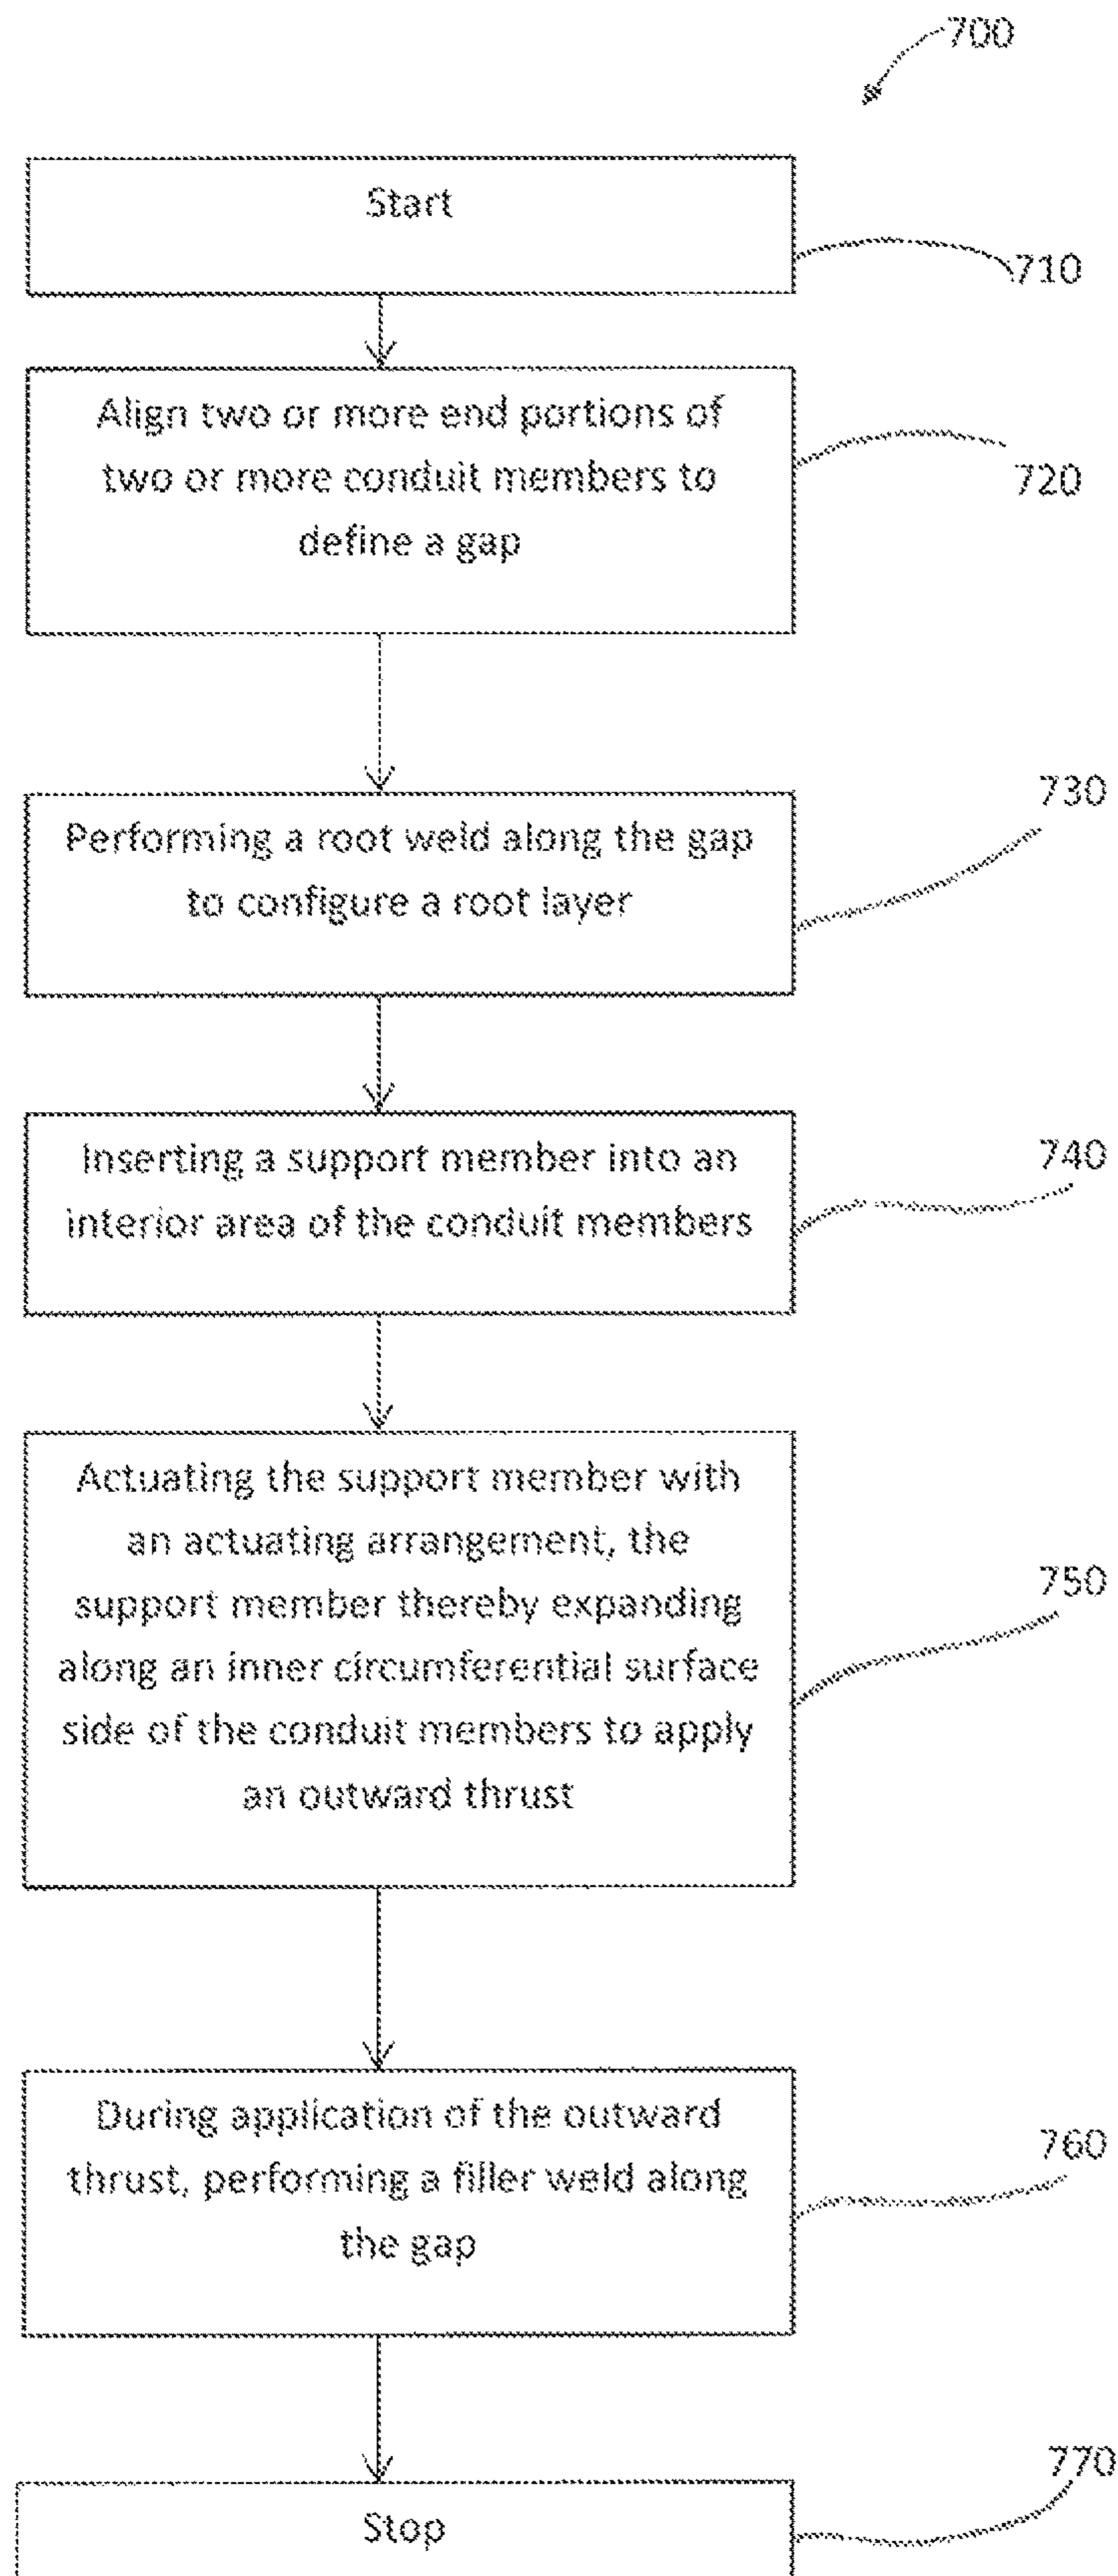 700
Start
710
Align two or more end portions of
two or more conduit members to
define a gap
720
Performing a root weld along the gap
to configure a root layer
730
Inserting a support member into an
interior area of the conduit members
740
Actuating the support member with
an actuating arrangement, the
support member thereby expanding
along an inner circumferential surface
side of the conduit members to apply
an outward thrust
750
During application of the outward
thrust, performing a filler weld along
the gap
760
Stop
770